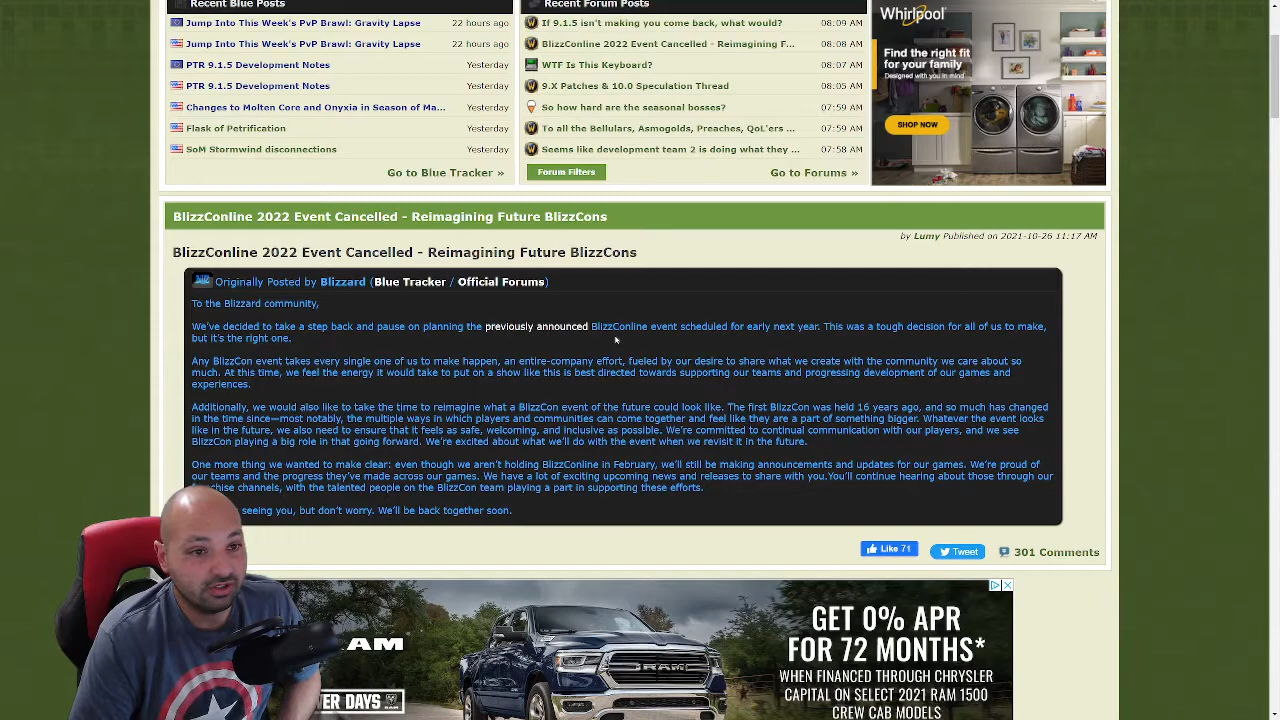 Recent Blue Posts
Jump Into This Week's PvP Brawl: Gravity Lapse 22 hours ago
Jump Into This Week's PvP Brawl: Gravity Lapse 22 hours ago
PTR 9.1.5 Development Notes Yesterday
PTR 9.1.5 Development Notes Yesterday
Changes to Molten Core and Onyxia in Season of Ma... Yesterday
Flask of Petrification Yesterday
SoM Stormwind disconnections Yesterday
Go to Blue Tracker »
Recent Forum Posts
If 9.1.5 isn't making you come back, what would? 08:09 AM
BlizzConline 2022 Event Cancelled - Reimagining F... 08:08 AM
WTF Is This Keyboard? 08:07 AM
9.X Patches & 10.0 Speculation Thread 08:05 AM
So how hard are the seasonal bosses? 07:59 AM
To all the Bellulars, Asmogolds, Preaches, QoL'ers ... 07:59 AM
Seems like development team 2 is doing what they ... 07:58 AM
Forum Filters Go to Forums »
Whirlpool
Find the right fit
for your family
Designed with you in mind
SHOP NOW
BlizzConline 2022 Event Cancelled - Reimagining Future BlizzCons
by Lumy Published on 2021-10-26 11:17 AM
BlizzConline 2022 Event Cancelled - Reimagining Future BlizzCons
Originally Posted by Blizzard (Blue Tracker / Official Forums)
To the Blizzard community,
We've decided to take a step back and pause on planning the previously announced BlizzConline event scheduled for early next year. This was a tough decision for all of us to make,
but it's the right one.
Any BlizzCon event takes every single one of us to make happen, an entire-company effort, fueled by our desire to share what we create with the community we care about so
much. At this time, we feel the energy it would take to put on a show like this is best directed towards supporting our teams and progressing development of our games and
experiences.
Additionally, we would also like to take the time to reimagine what a BlizzCon event of the future could look like. The first BlizzCon was held 16 years ago, and so much has changed
in the time since—most notably, the multiple ways in which players and communities can come together and feel like they are a part of something bigger. Whatever the event looks
like in the future, we also need to ensure that it feels as safe, welcoming, and inclusive as possible. We're committed to continual communication with our players, and we see
BlizzCon playing a big role in that going forward. We're excited about what we'll do with the event when we revisit it in the future.
One more thing we wanted to make clear: even though we aren't holding BlizzConline in February, we'll still be making announcements and updates for our games. We're proud of
our teams and the progress they've made across our games. We have a lot of exciting upcoming news and releases to share with you.You'll continue hearing about those through our
chise channels, with the talented people on the BlizzCon team playing a part in supporting these efforts.
seeing you, but don't worry. We'll be back together soon.
Like 71 Tweet 301 Comments
AM
ER DAYS
GET 0% APR
FOR 72 MONTHS*
WHEN FINANCED THROUGH CHRYSLER
CAPITAL ON SELECT 2021 RAM 1500
CREW CAB MODELS